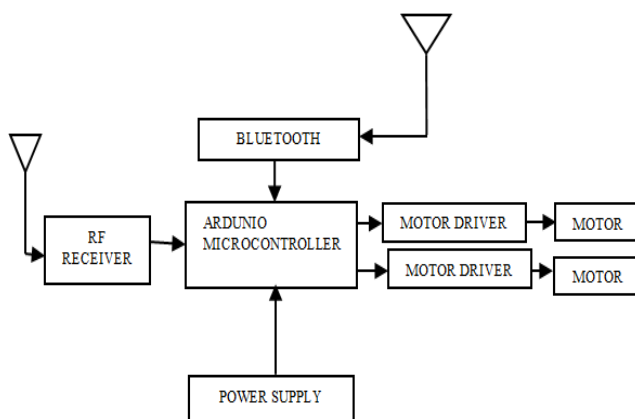 BLUETOOTH
ARDUNIO
MICROCONTROLLER
RF
RECEIVER
MOTOR DRIVER
MOTOR
MOTOR DRIVER
MOTOR
POWER SUPPLY